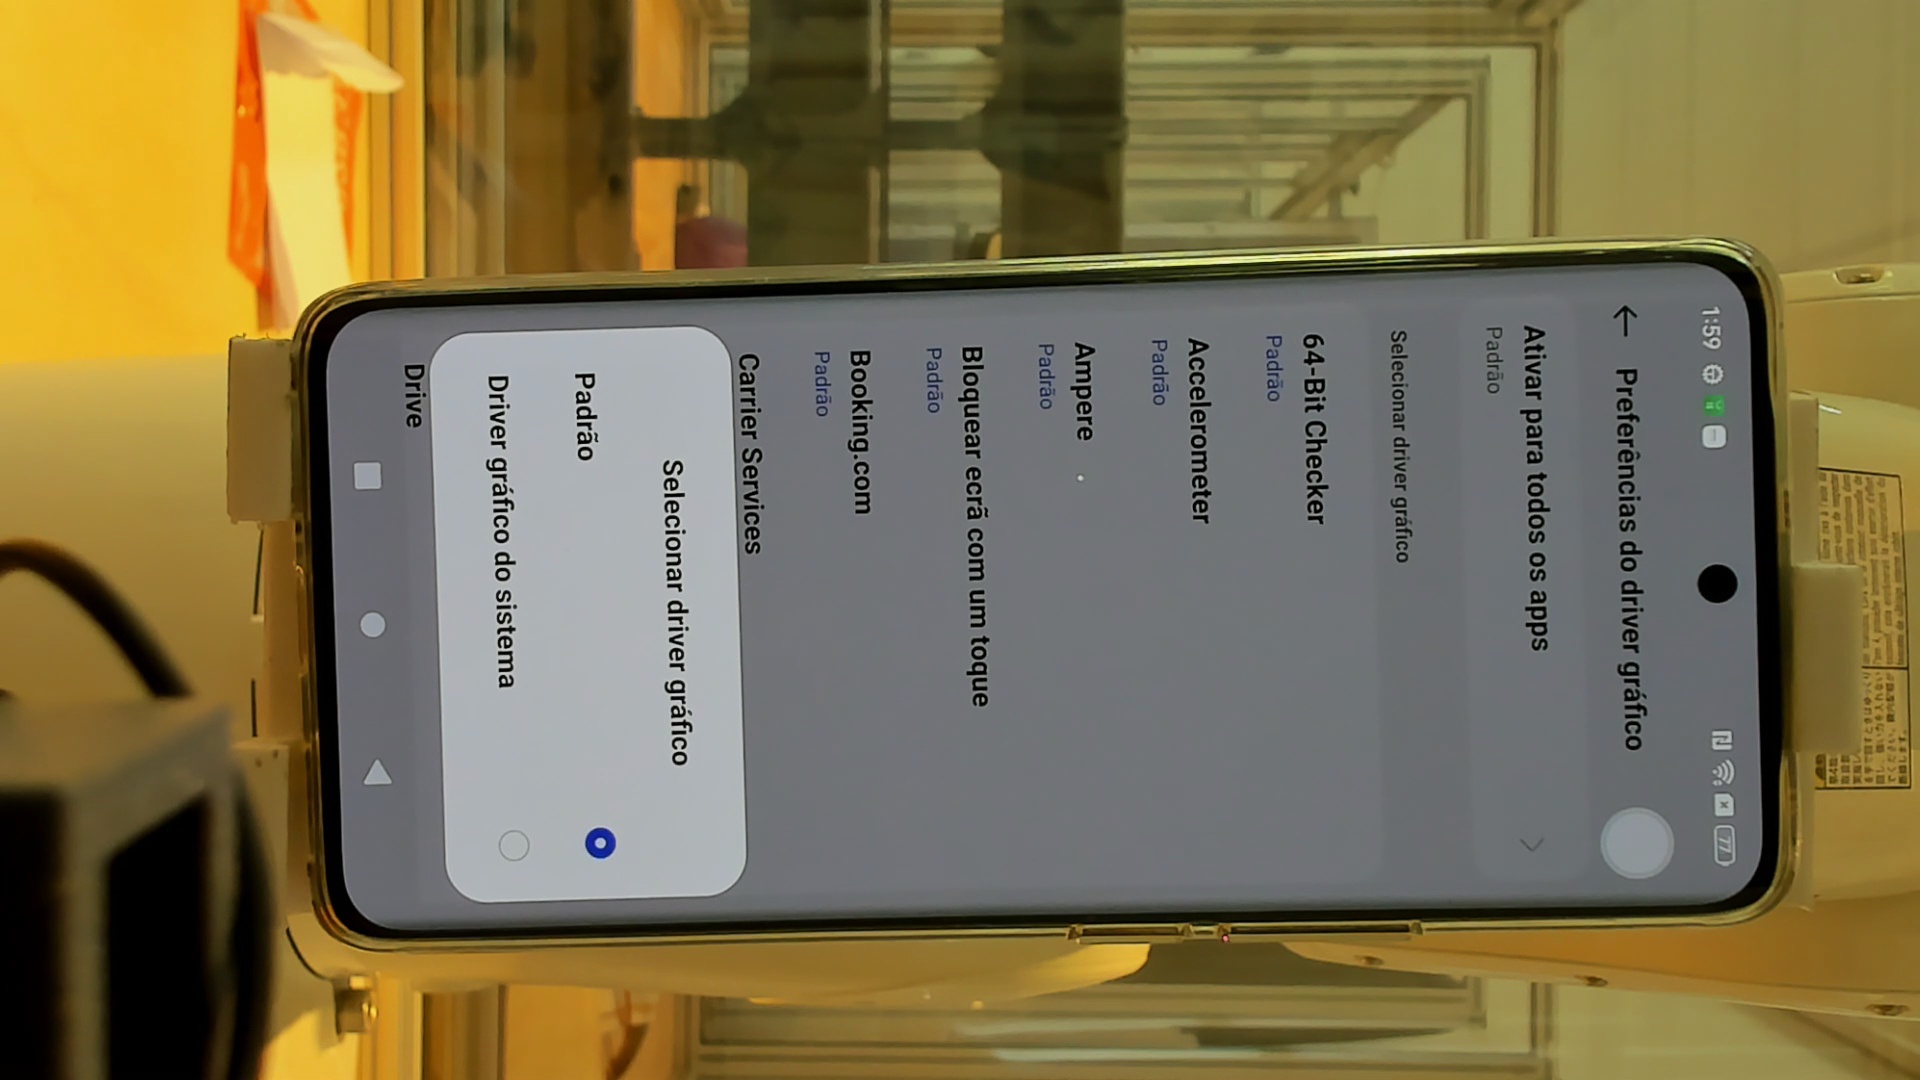 1:59
77
Preferências do driver gráfico
Ativar para todos os apps
Padrão
Selecionar driver gráfico
64-Bit Checker
Padrão
Accelerometer
Padrão
Ampere
Padrão
Bloquear ecrã com um toque
Padrão
Booking.com
Padrão
Carrier Services
Selecionar driver gráfico
Padrão
Driver gráfico do sistema
Drive